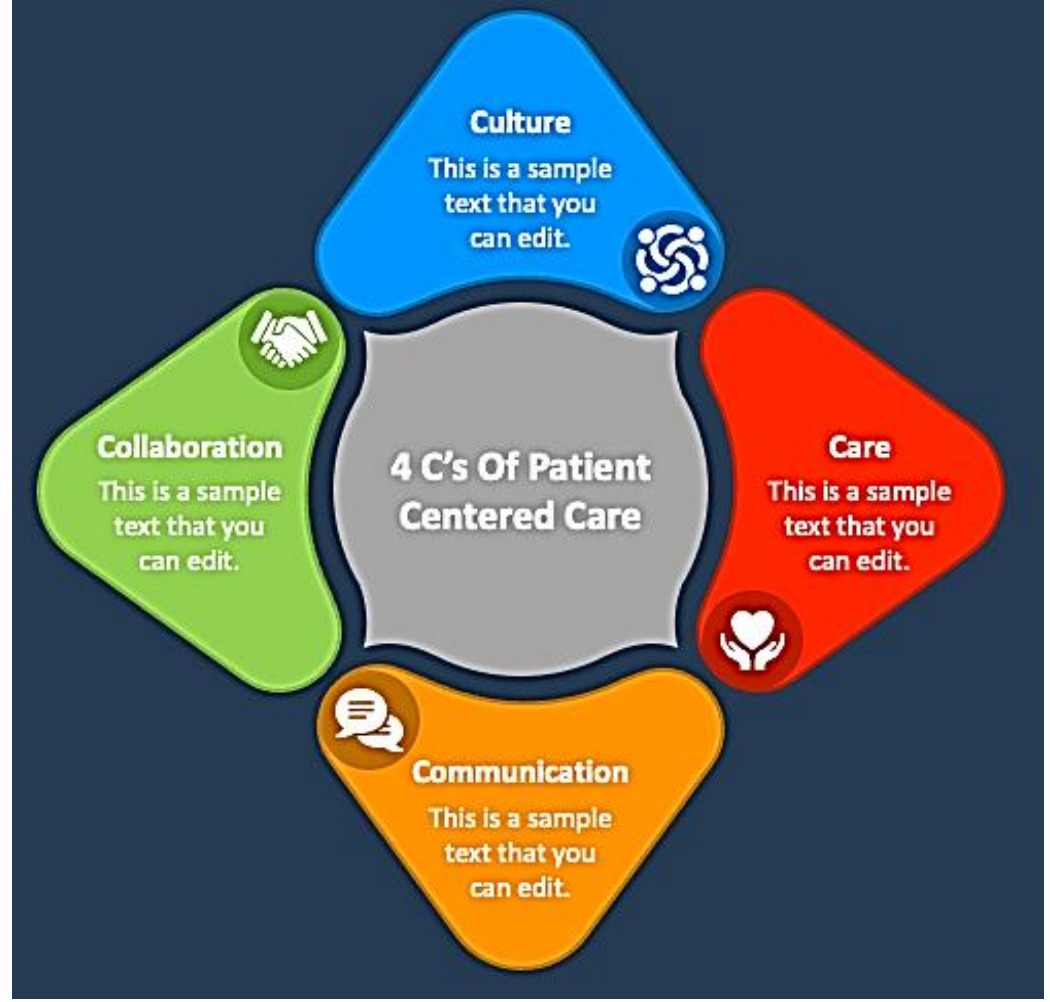 Culture
This is a sample
text that you
can edit.
Collaboration
This is a sample
text that you
can edit.
4 C's Of Patient
Centered Care
Care
This is a sample
text that you
can edit.
Communication
This is a sample
text that you
can edit.